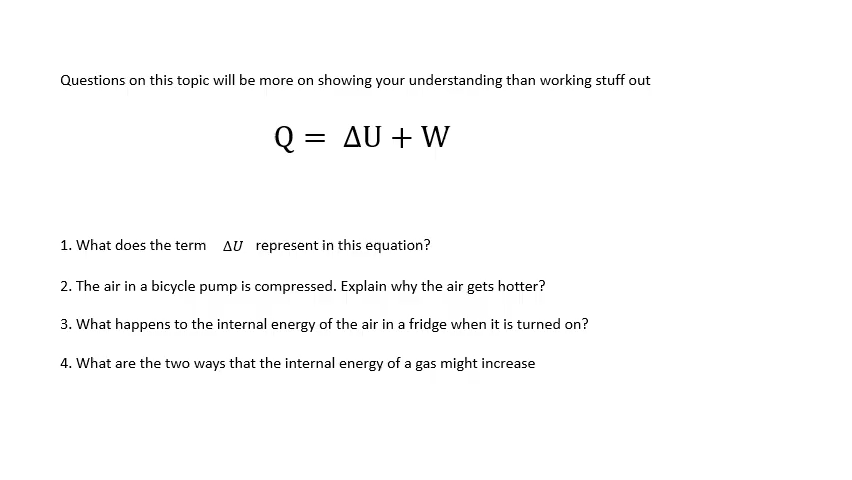 Questions on this topic will be more on showing your understanding than working stuff out
Q = ΔU + W
1. What does the term ΔU represent in this equation?
2. The air in a bicycle pump is compressed. Explain why the air gets hotter?
3. What happens to the internal energy of the air in a fridge when it is turned on?
4. What are the two ways that the internal energy of a gas might increase